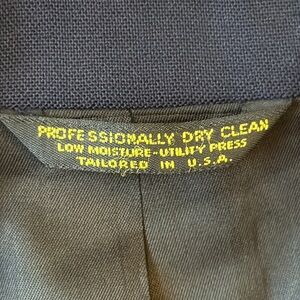 PROFESSIONALLY DRY CLEAN
LOW MOISTURE-UTILITY PRESS
TAILORED IN U.S.A.